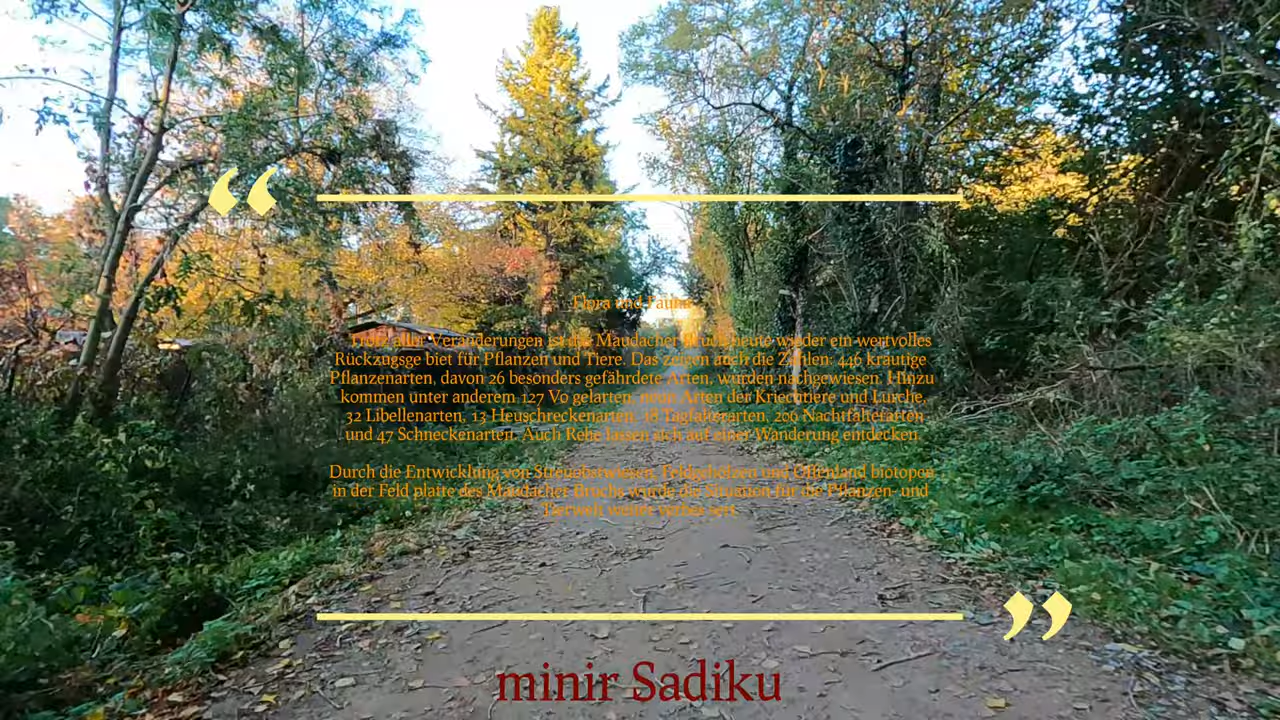 “
Flora und Fauna
Trotz aller Veränderungen ist das Maudacher Bruch heute wieder ein wertvolles
Rückzugsge biet für Pflanzen und Tiere. Das zeigen auch die Zahlen: 446 krautige
Pflanzenarten, davon 26 besonders gefährdete Arten, wurden nachgewiesen. Hinzu
kommen unter anderem 127 Vo gelarten, neun Arten der Kriechtiere und Lurche,
32 Libellenarten, 13 Heuschreckenarten, 18 Tagfalterarten, 206 Nachtfalterarten
und 47 Schneckenarten. Auch Rehe lassen sich auf einer Wanderung entdecken.
Durch die Entwicklung von Streuobstwiesen, Feldgehölzen und Offenland biotopen
in der Feld platte des Maudacher Bruchs wurde die Situation für die Pflanzen- und
Tierwelt weiter verbes sert.
”
minir Sadiku